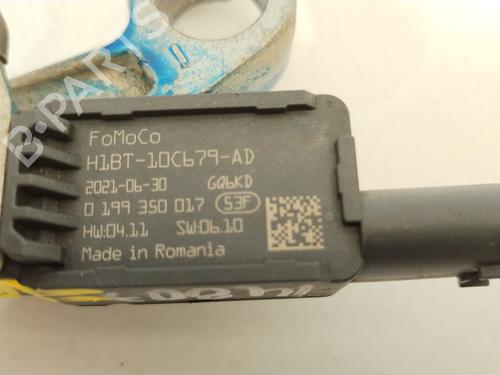 B-PARTS
FoMoCo
H1BT-10C679-AD
2021-06-30 GQ6KD
0 199 350 017 53F
HW:04.11 SW:06.10
Made in Romania